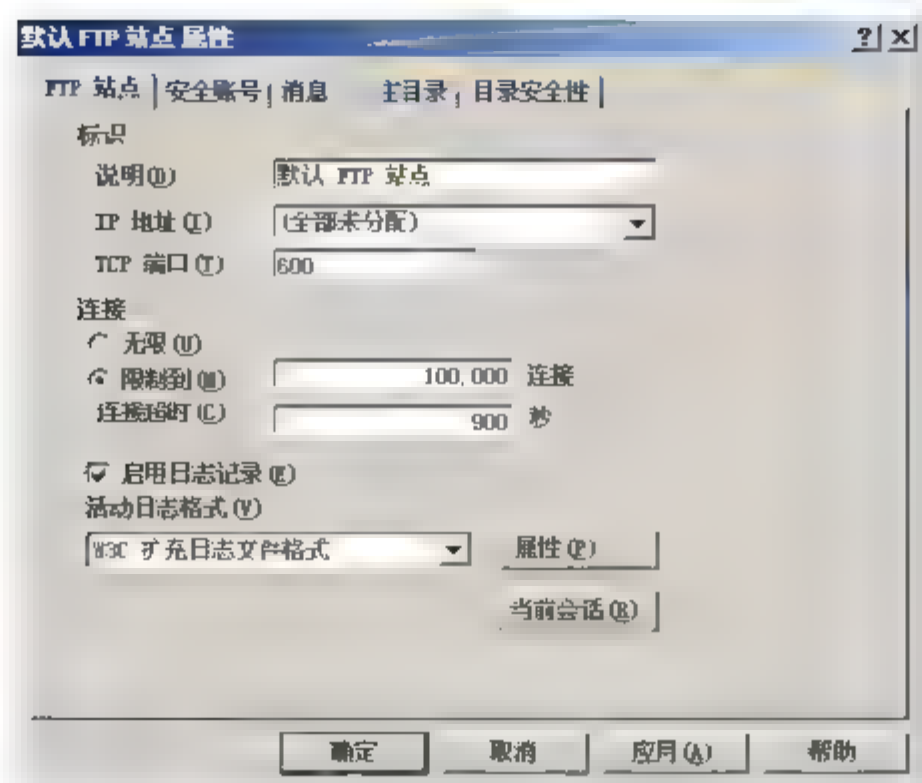 默认 FTP 站点 属性
FTP 站点 安全账号 消息 主目录 目录安全性
标识
说明(D) 默认 FTP 站点
IP 地址(I) (全部未分配)
TCP 端口(T) 600
连接
无限(U)
限制到(M) 100,000 连接
连接超时(C) 900 秒
启用日志记录(E)
活动日志格式(V)
W3C 扩充日志文件格式 属性(P)
当前会话(R)
确定 取消 应用(A) 帮助